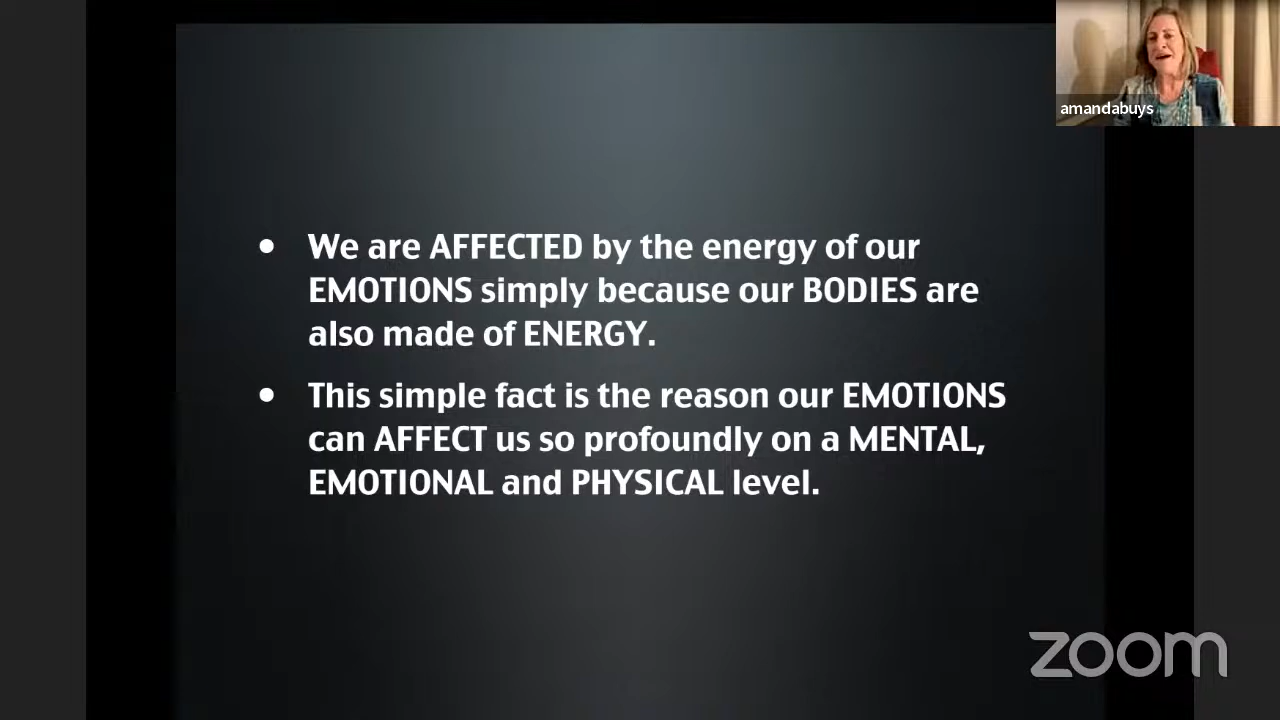 amandabuys
• We are AFFECTED by the energy of our
EMOTIONS simply because our BODIES are
also made of ENERGY.
• This simple fact is the reason our EMOTIONS
can AFFECT us so profoundly on a MENTAL,
EMOTIONAL and PHYSICAL level.
zoom